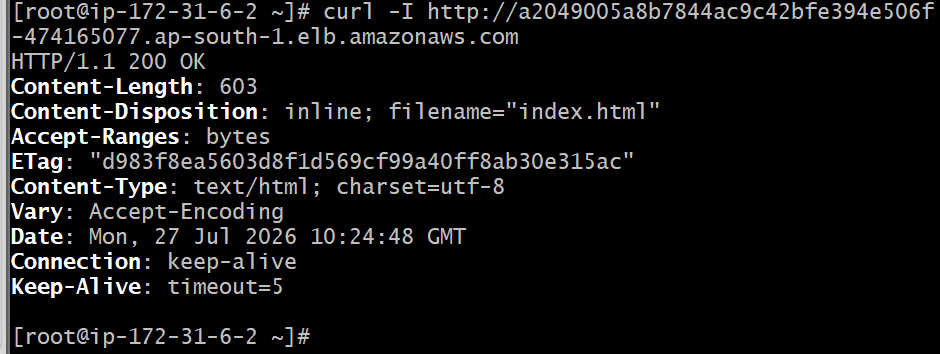 [root@ip-172-31-6-2 ~]# curl -I http://a2049005a8b7844ac9c42bfe394e506f
-474165077.ap-south-1.elb.amazonaws.com
HTTP/1.1 200 OK
Content-Length: 603
Content-Disposition: inline; filename="index.html"
Accept-Ranges: bytes
ETag: "d983f8ea5603d8f1d569cf99a40ff8ab30e315ac"
Content-Type: text/html; charset=utf-8
Vary: Accept-Encoding
Date: Mon, 27 Jul 2026 10:24:48 GMT
Connection: keep-alive
Keep-Alive: timeout=5
[root@ip-172-31-6-2 ~]#